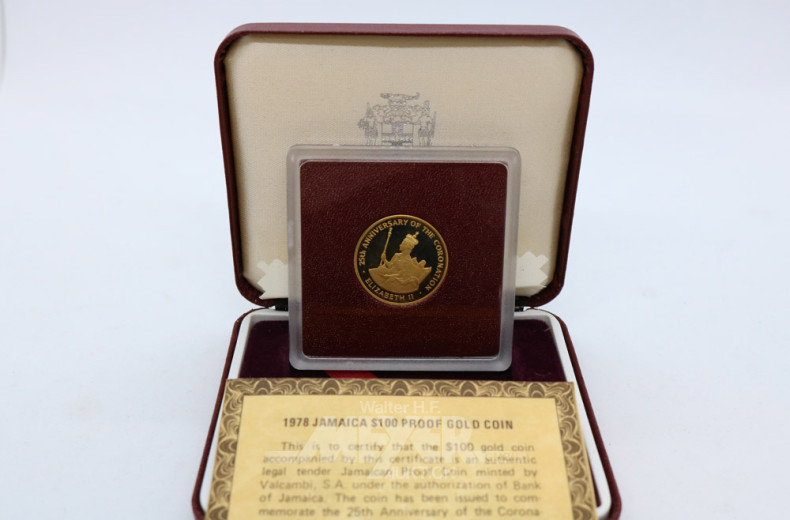 25th ANNIVERSARY OF THE CORONATION
ELIZABETH II
Walter H.F.
1978 JAMAICA $100 PROOF GOLD COIN
This is to certify that the $100 gold coin
accompanied by this certificate is an authentic
legal tender Jamaican Proof Coin minted by
Valcambi, S.A. under the authorization of Bank
of Jamaica. The coin has been issued to com-
memorate the 25th Anniversary of the Corona-